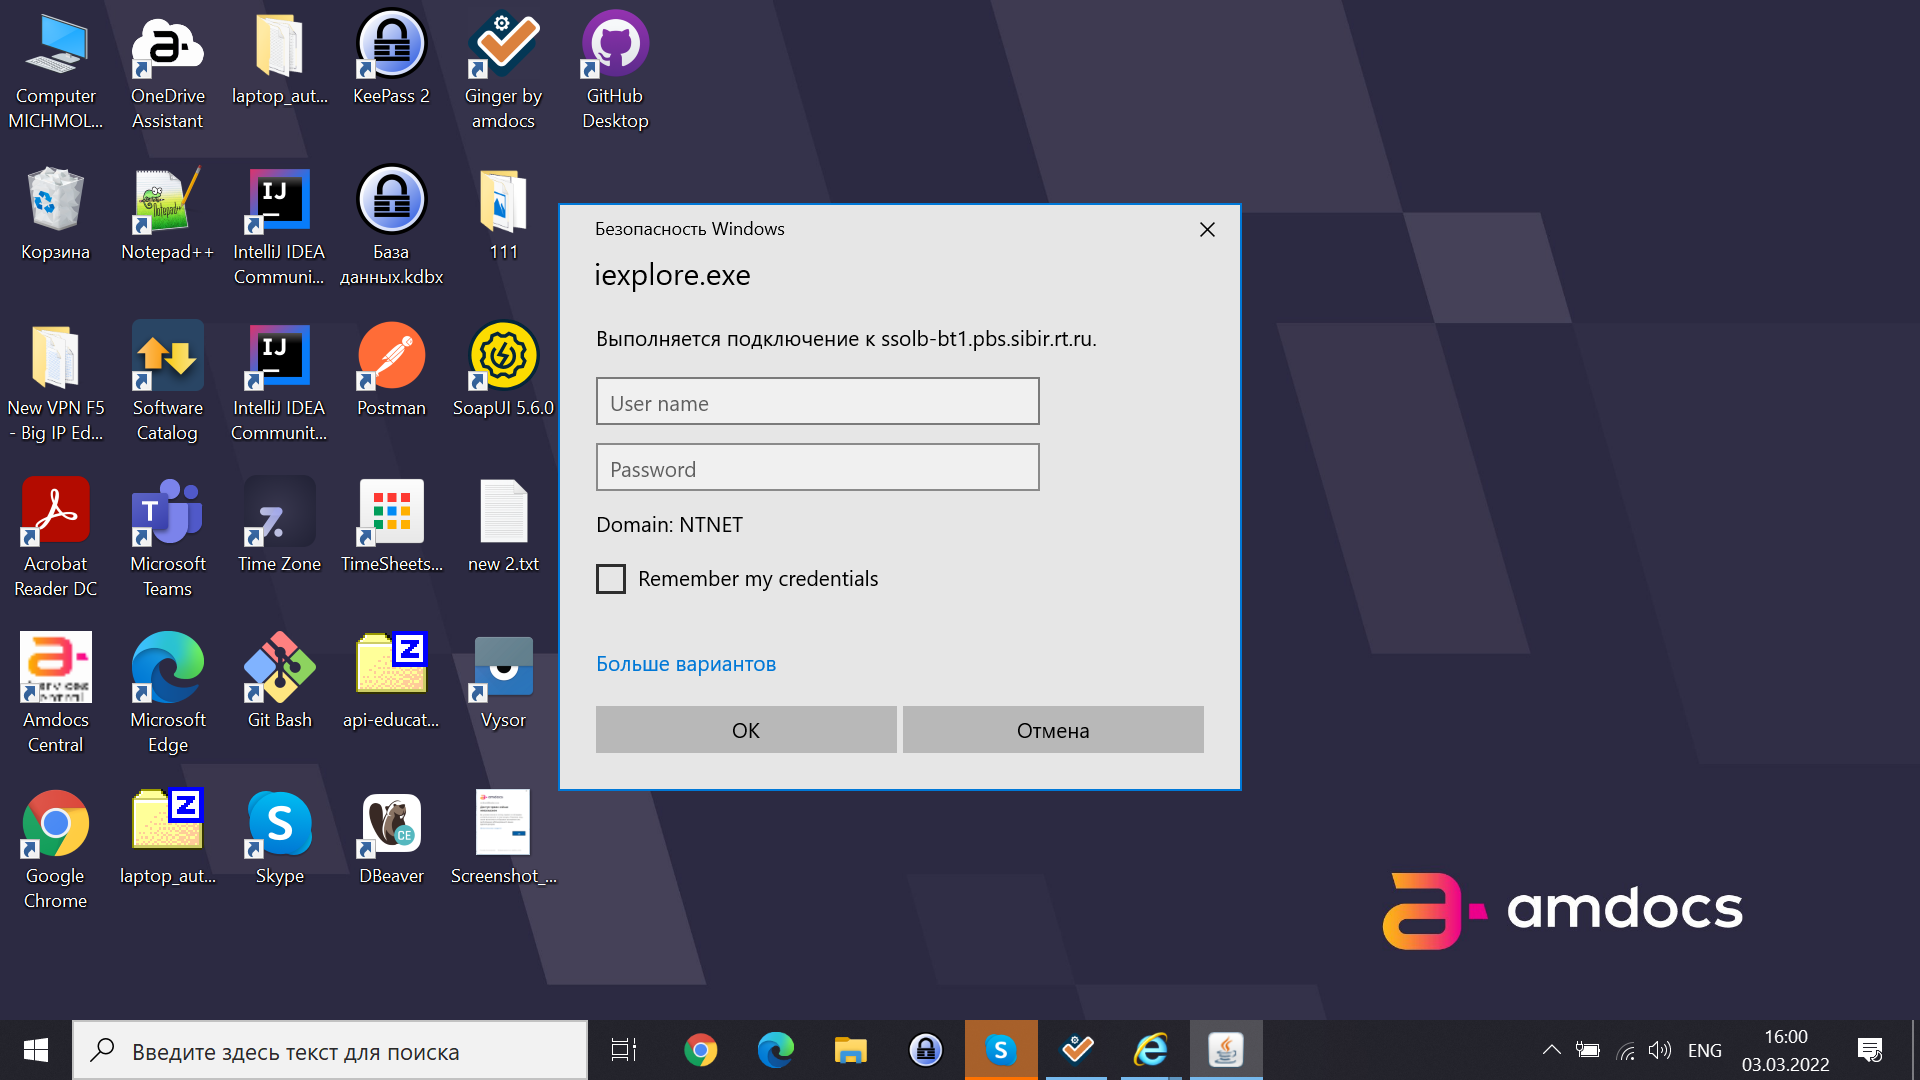 Computer
MICHMOL...
OneDrive
Assistant
laptop_aut...
KeePass 2
Ginger by
amdocs
GitHub
Desktop
Корзина
Notepad++
IntelliJ IDEA
Communi...
База
данных.kdbx
111
New VPN F5
- Big IP Ed...
Software
Catalog
IntelliJ IDEA
Communit...
Postman
SoapUI 5.6.0
Acrobat
Reader DC
Microsoft
Teams
Time Zone
TimeSheets...
new 2.txt
Amdocs
Central
Microsoft
Edge
Git Bash
api-educat...
Vysor
Google
Chrome
laptop_aut...
Skype
DBeaver
Screenshot_...
Безопасность Windows
iexplore.exe
Выполняется подключение к ssolb-bt1.pbs.sibir.rt.ru.
User name
Password
Domain: NTNET
Remember my credentials
Больше вариантов
ОК
Отмена
amdocs
Введите здесь текст для поиска
ENG
16:00
03.03.2022